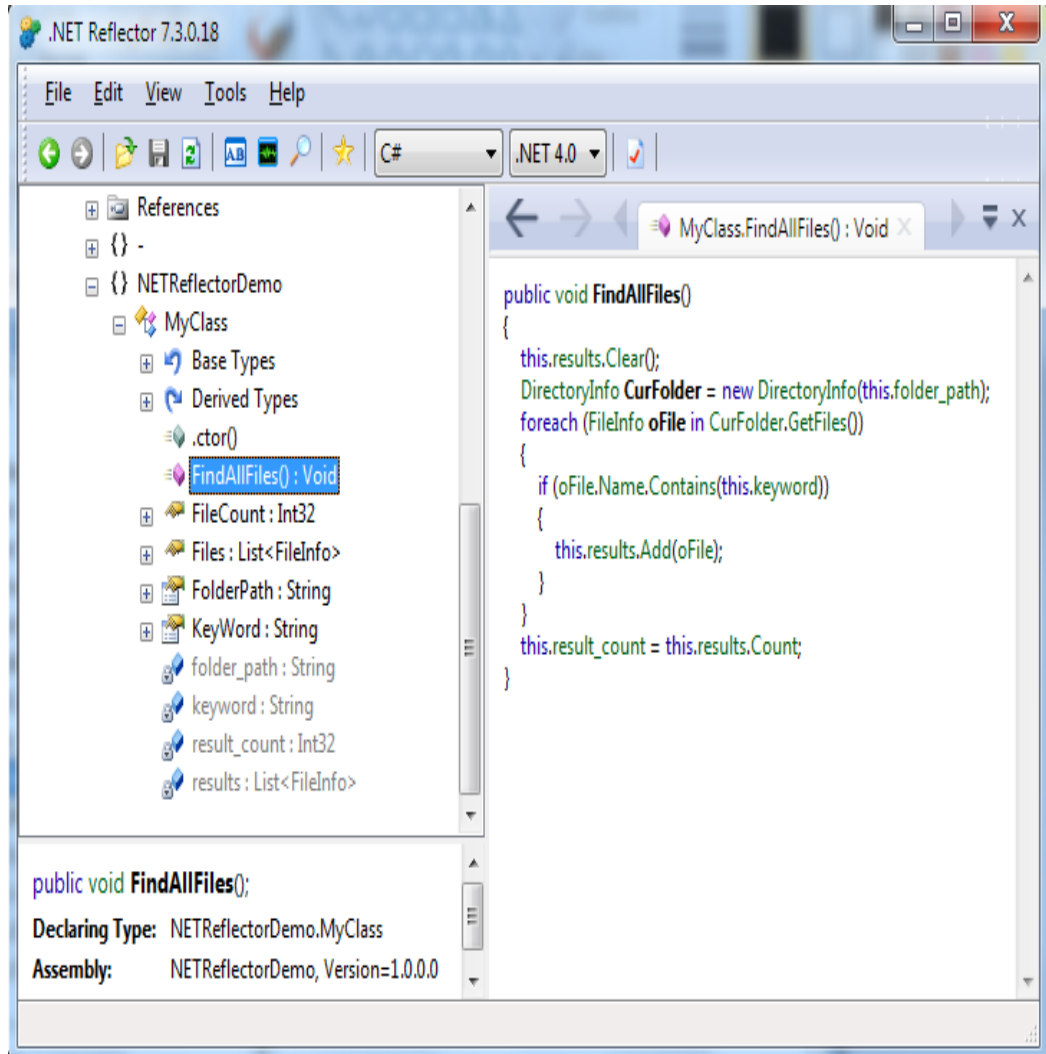 .NET Reflector 7.3.0.18
File Edit View Tools Help
C# .NET 4.0
References
{} -
{} NETReflectorDemo
MyClass
Base Types
Derived Types
.ctor()
FindAllFiles() : Void
FileCount : Int32
Files : List<FileInfo>
FolderPath : String
KeyWord : String
folder_path : String
keyword : String
result_count : Int32
results : List<FileInfo>
public void FindAllFiles();
Declaring Type: NETReflectorDemo.MyClass
Assembly: NETReflectorDemo, Version=1.0.0.0
MyClass.FindAllFiles() : Void
public void FindAllFiles()
{
this.results.Clear();
DirectoryInfo CurFolder = new DirectoryInfo(this.folder_path);
foreach (FileInfo oFile in CurFolder.GetFiles())
{
if (oFile.Name.Contains(this.keyword))
{
this.results.Add(oFile);
}
}
this.result_count = this.results.Count;
}